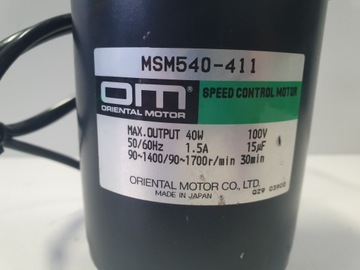 MSM540-411
OM®
ORIENTAL MOTOR
SPEED CONTROL MOTOR
MAX.OUTPUT 40W 100V
50/60Hz 1.5A 15μF
90~1400/90~1700r/min 30min
ORIENTAL MOTOR CO., LTD.
MADE IN JAPAN